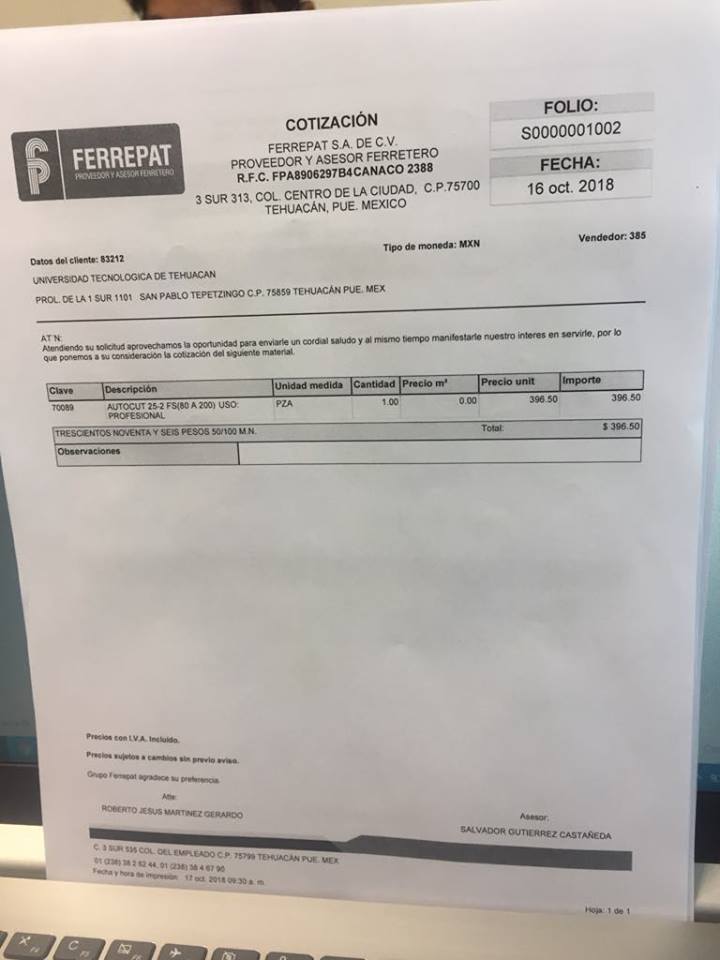 FERREPAT
PROVEEDOR Y ASESOR FERRETERO
COTIZACIÓN
FERREPAT S.A. DE C.V.
PROVEEDOR Y ASESOR FERRETERO
R.F.C. FPA8906297B4CANACO 2388
3 SUR 313, COL. CENTRO DE LA CIUDAD, C.P.75700
TEHUACÁN, PUE. MEXICO
FOLIO:
S0000001002
FECHA:
16 oct. 2018
Datos del cliente: 83212
Tipo de moneda: MXN
Vendedor: 385
UNIVERSIDAD TECNOLOGICA DE TEHUACAN
PROL. DE LA 1 SUR 1101 SAN PABLO TEPETZINGO C.P. 75859 TEHUACÁN PUE. MEX
AT´N:
Atendiendo su solicitud aprovechamos la oportunidad para enviarle un cordial saludo y al mismo tiempo manifestarle nuestro interes en servirle, por lo
que ponemos a su consideración la cotización del siguiente material.
Clave Descripción Unidad medida Cantidad Precio m² Precio unit Importe
70089 AUTOCUT 25-2 FS(80 A 200) USO: PZA 1.00 0.00 396.50 396.50
PROFESIONAL
TRESCIENTOS NOVENTA Y SEIS PESOS 50/100 M.N. Total: $ 396.50
Observaciones
Precios con I.V.A. Incluido.
Precios sujetos a cambios sin previo aviso.
Grupo Ferrepat agradece su preferencia.
Atte:
ROBERTO JESUS MARTINEZ GERARDO
Asesor:
SALVADOR GUTIERREZ CASTAÑEDA
C. 3 SUR 535 COL. DEL EMPLEADO C.P. 75799 TEHUACÁN PUE. MEX
01 (238) 38 2 62 44, 01 (238) 38 4 67 90
Fecha y hora de impresión: 17 oct. 2018 09:30 a. m.
Hoja: 1 de 1
F4
F5